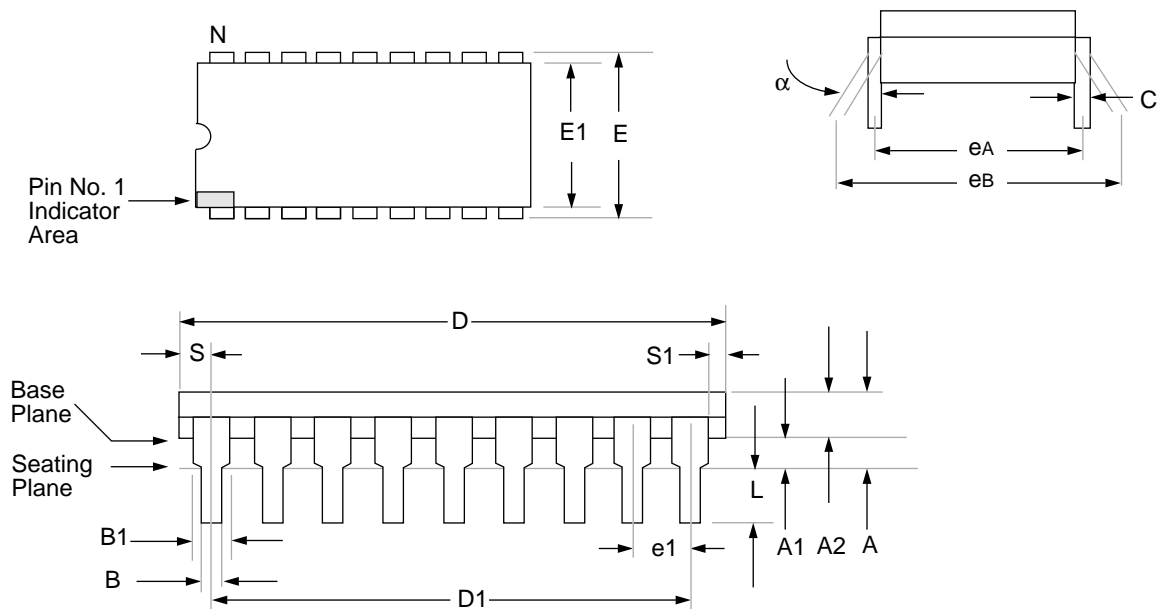 N
E1
E
Pin No. 1
Indicator
Area
α
C
eA
eB
D
S
S1
Base
Plane
Seating
Plane
L
B1
e1
A1
A2
A
B
D1